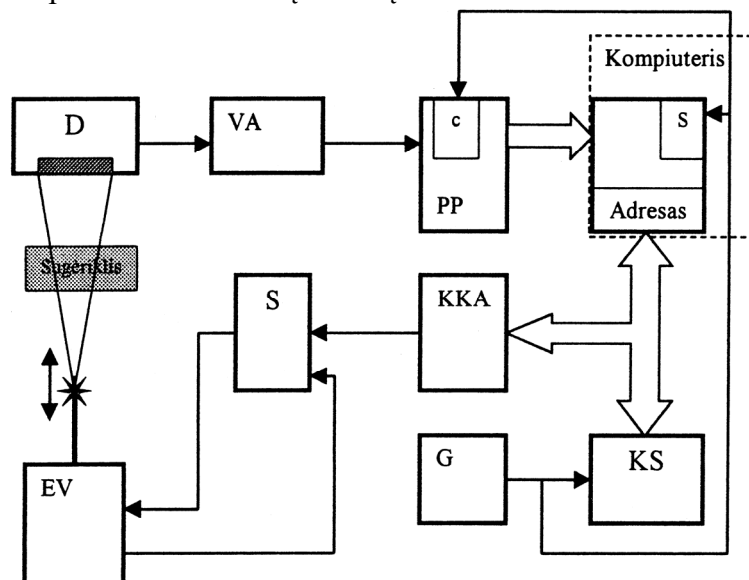 Kompiuteris
D
VA
c
S
PP
Adresas
Sugėriklis
S
KKA
EV
G
KS